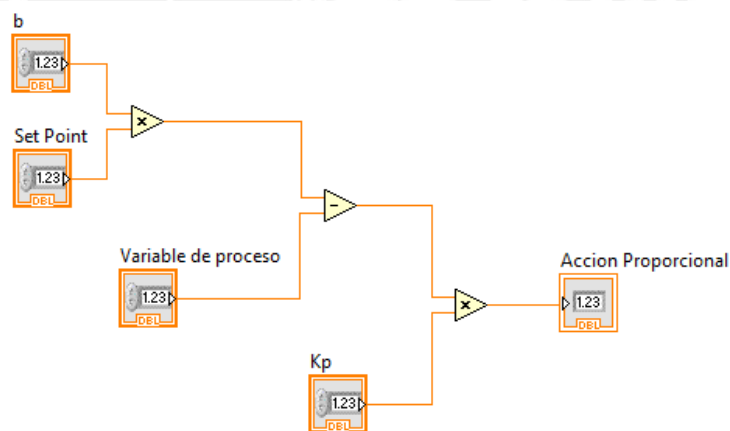 b
1.23
DBL
×
Set Point
1.23
DBL
-
Variable de proceso
1.23
DBL
×
Accion Proporcional
1.23
DBL
Kp
1.23
DBL